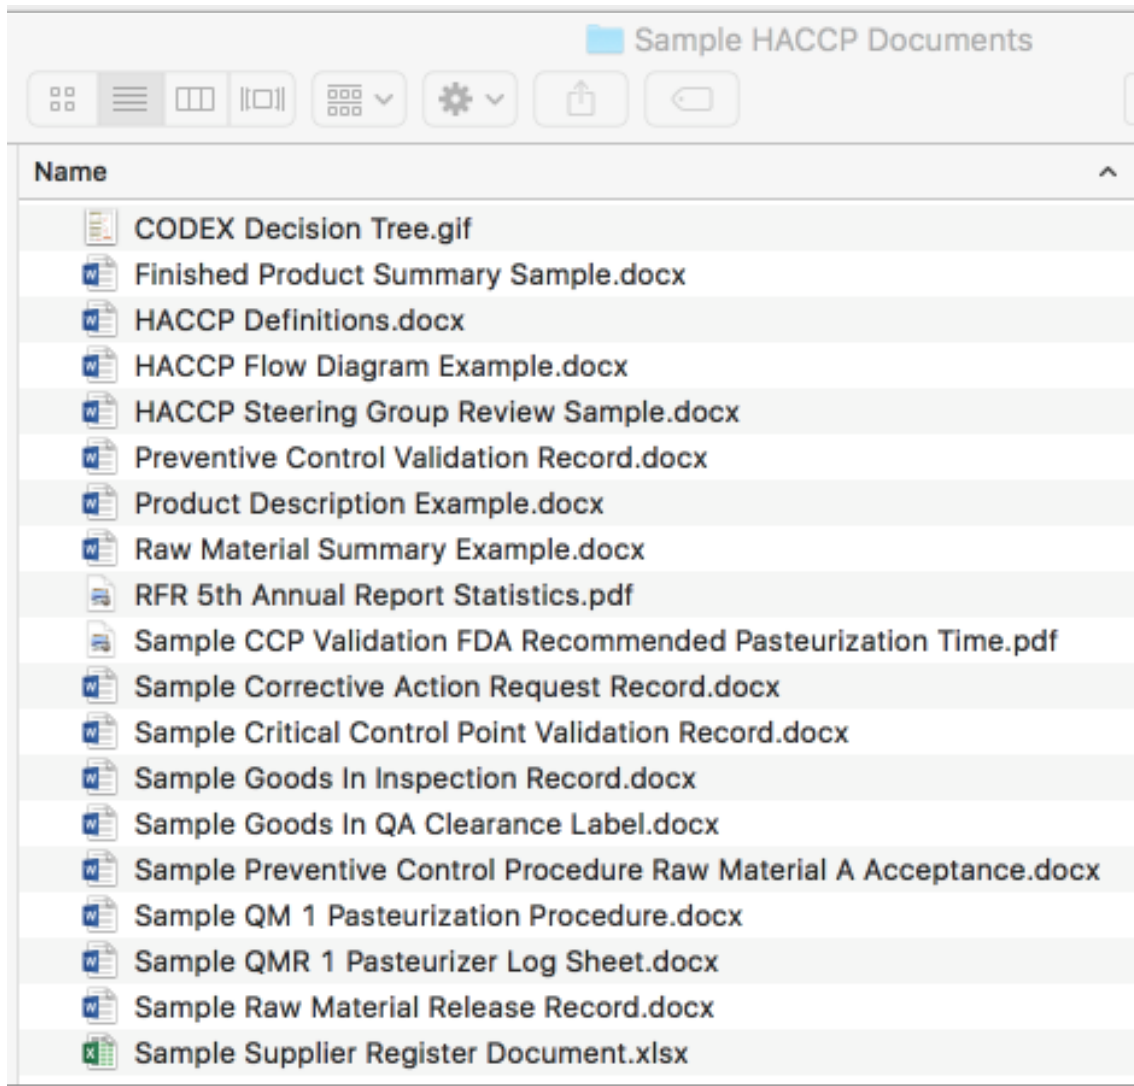 Sample HACCP Documents
Name
CODEX Decision Tree.gif
Finished Product Summary Sample.docx
HACCP Definitions.docx
HACCP Flow Diagram Example.docx
HACCP Steering Group Review Sample.docx
Preventive Control Validation Record.docx
Product Description Example.docx
Raw Material Summary Example.docx
RFR 5th Annual Report Statistics.pdf
Sample CCP Validation FDA Recommended Pasteurization Time.pdf
Sample Corrective Action Request Record.docx
Sample Critical Control Point Validation Record.docx
Sample Goods In Inspection Record.docx
Sample Goods In QA Clearance Label.docx
Sample Preventive Control Procedure Raw Material A Acceptance.docx
Sample QM 1 Pasteurization Procedure.docx
Sample QMR 1 Pasteurizer Log Sheet.docx
Sample Raw Material Release Record.docx
Sample Supplier Register Document.xlsx